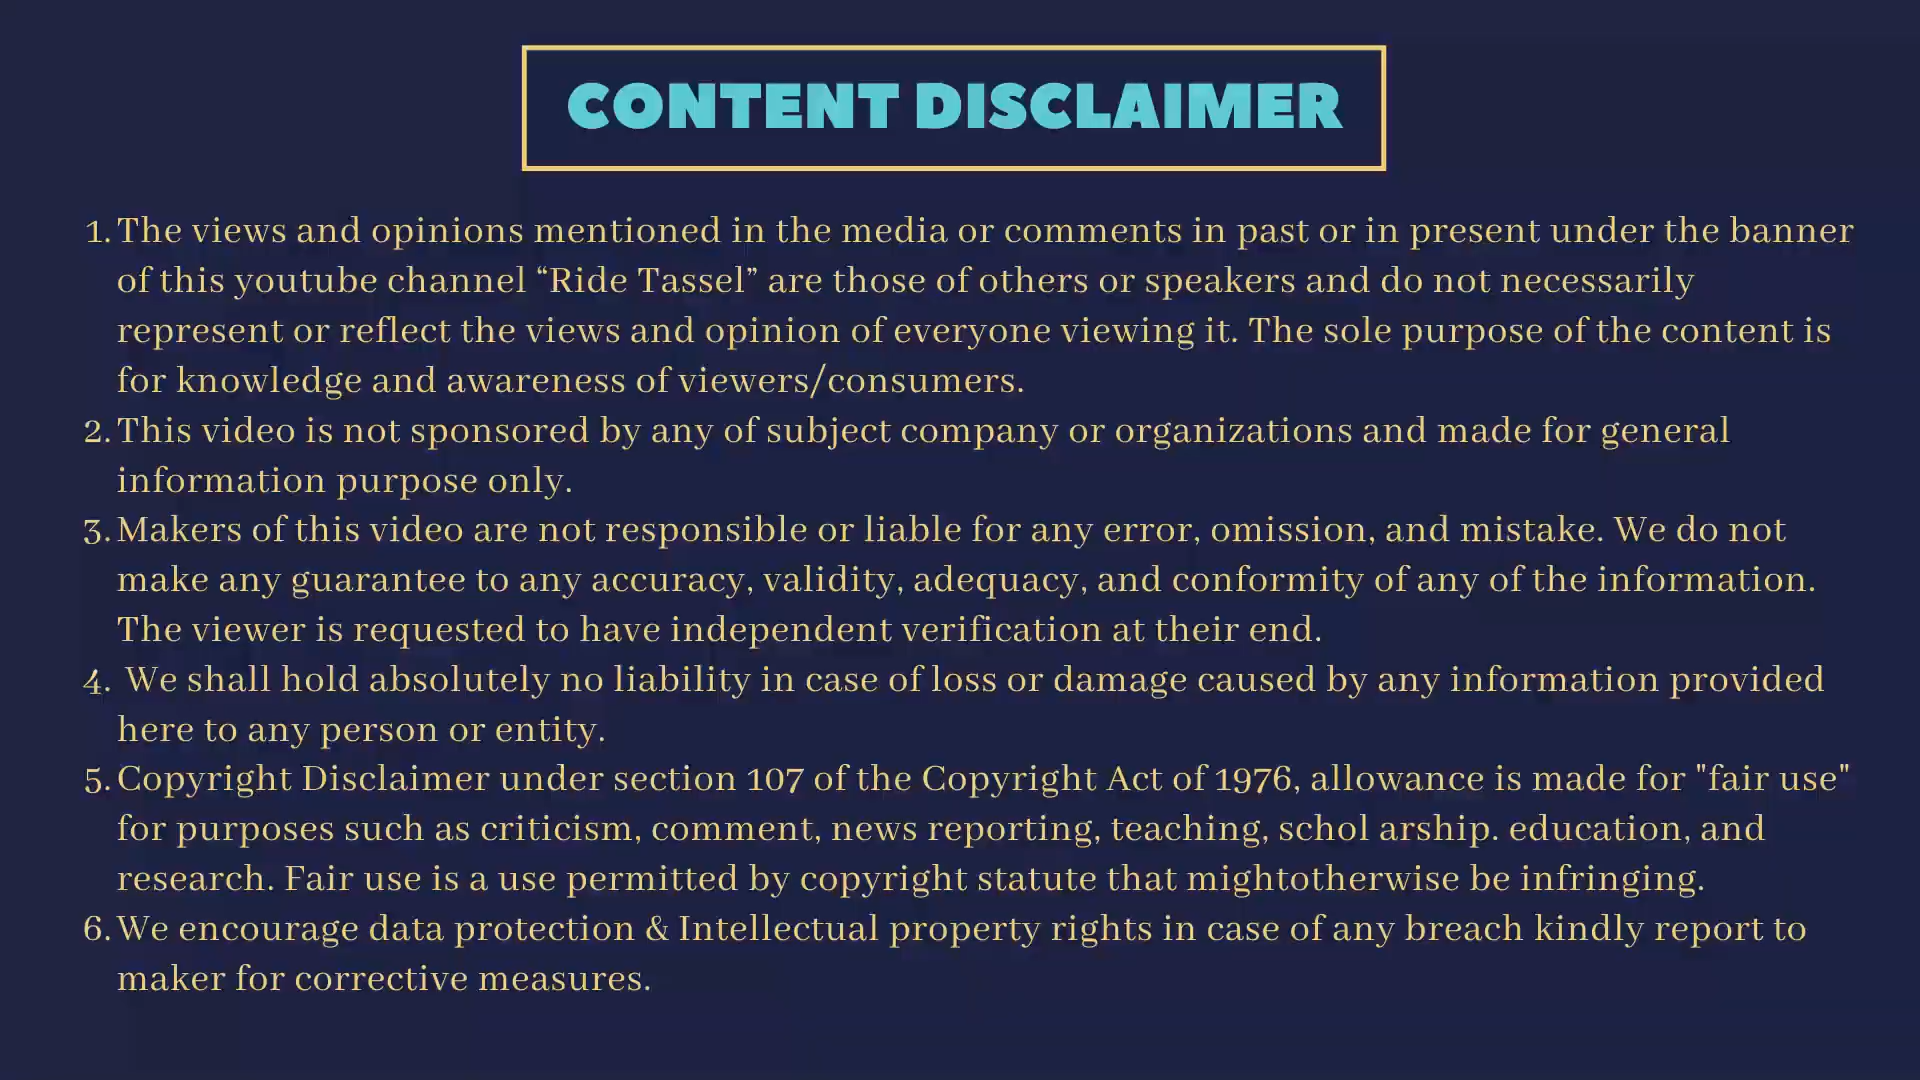 CONTENT DISCLAIMER
1. The views and opinions mentioned in the media or comments in past or in present under the banner
of this youtube channel “Ride Tassel” are those of others or speakers and do not necessarily
represent or reflect the views and opinion of everyone viewing it. The sole purpose of the content is
for knowledge and awareness of viewers/consumers.
2. This video is not sponsored by any of subject company or organizations and made for general
information purpose only.
3. Makers of this video are not responsible or liable for any error, omission, and mistake. We do not
make any guarantee to any accuracy, validity, adequacy, and conformity of any of the information.
The viewer is requested to have independent verification at their end.
4. We shall hold absolutely no liability in case of loss or damage caused by any information provided
here to any person or entity.
5. Copyright Disclaimer under section 107 of the Copyright Act of 1976, allowance is made for "fair use"
for purposes such as criticism, comment, news reporting, teaching, schol arship. education, and
research. Fair use is a use permitted by copyright statute that mightotherwise be infringing.
6. We encourage data protection & Intellectual property rights in case of any breach kindly report to
maker for corrective measures.